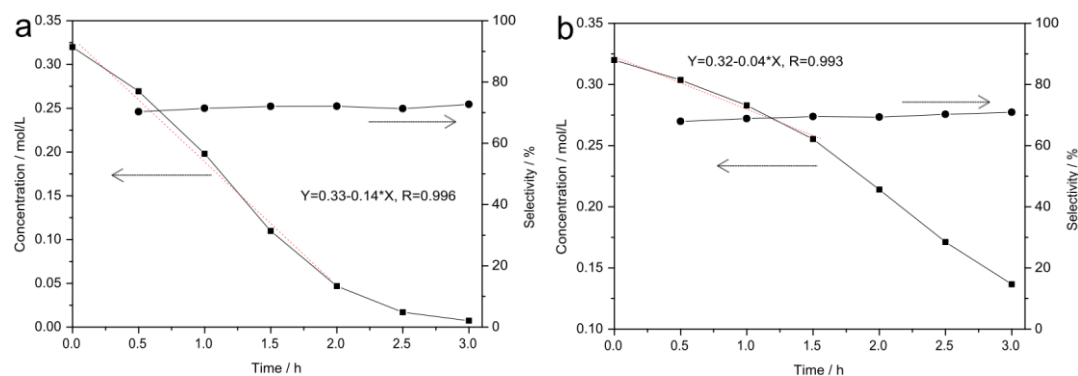 a
0.35
0.30
0.25
0.20
0.15
0.10
0.05
0.00
Concentration / mol/L
100
80
60
40
20
0
Selectivity / %
Y=0.33-0.14*X, R=0.996
0.0 0.5 1.0 1.5 2.0 2.5 3.0
Time / h
b
0.35
0.30
0.25
0.20
0.15
0.10
Concentration / mol/L
100
80
60
40
20
0
Selectivity / %
Y=0.32-0.04*X, R=0.993
0.0 0.5 1.0 1.5 2.0 2.5 3.0
Time / h